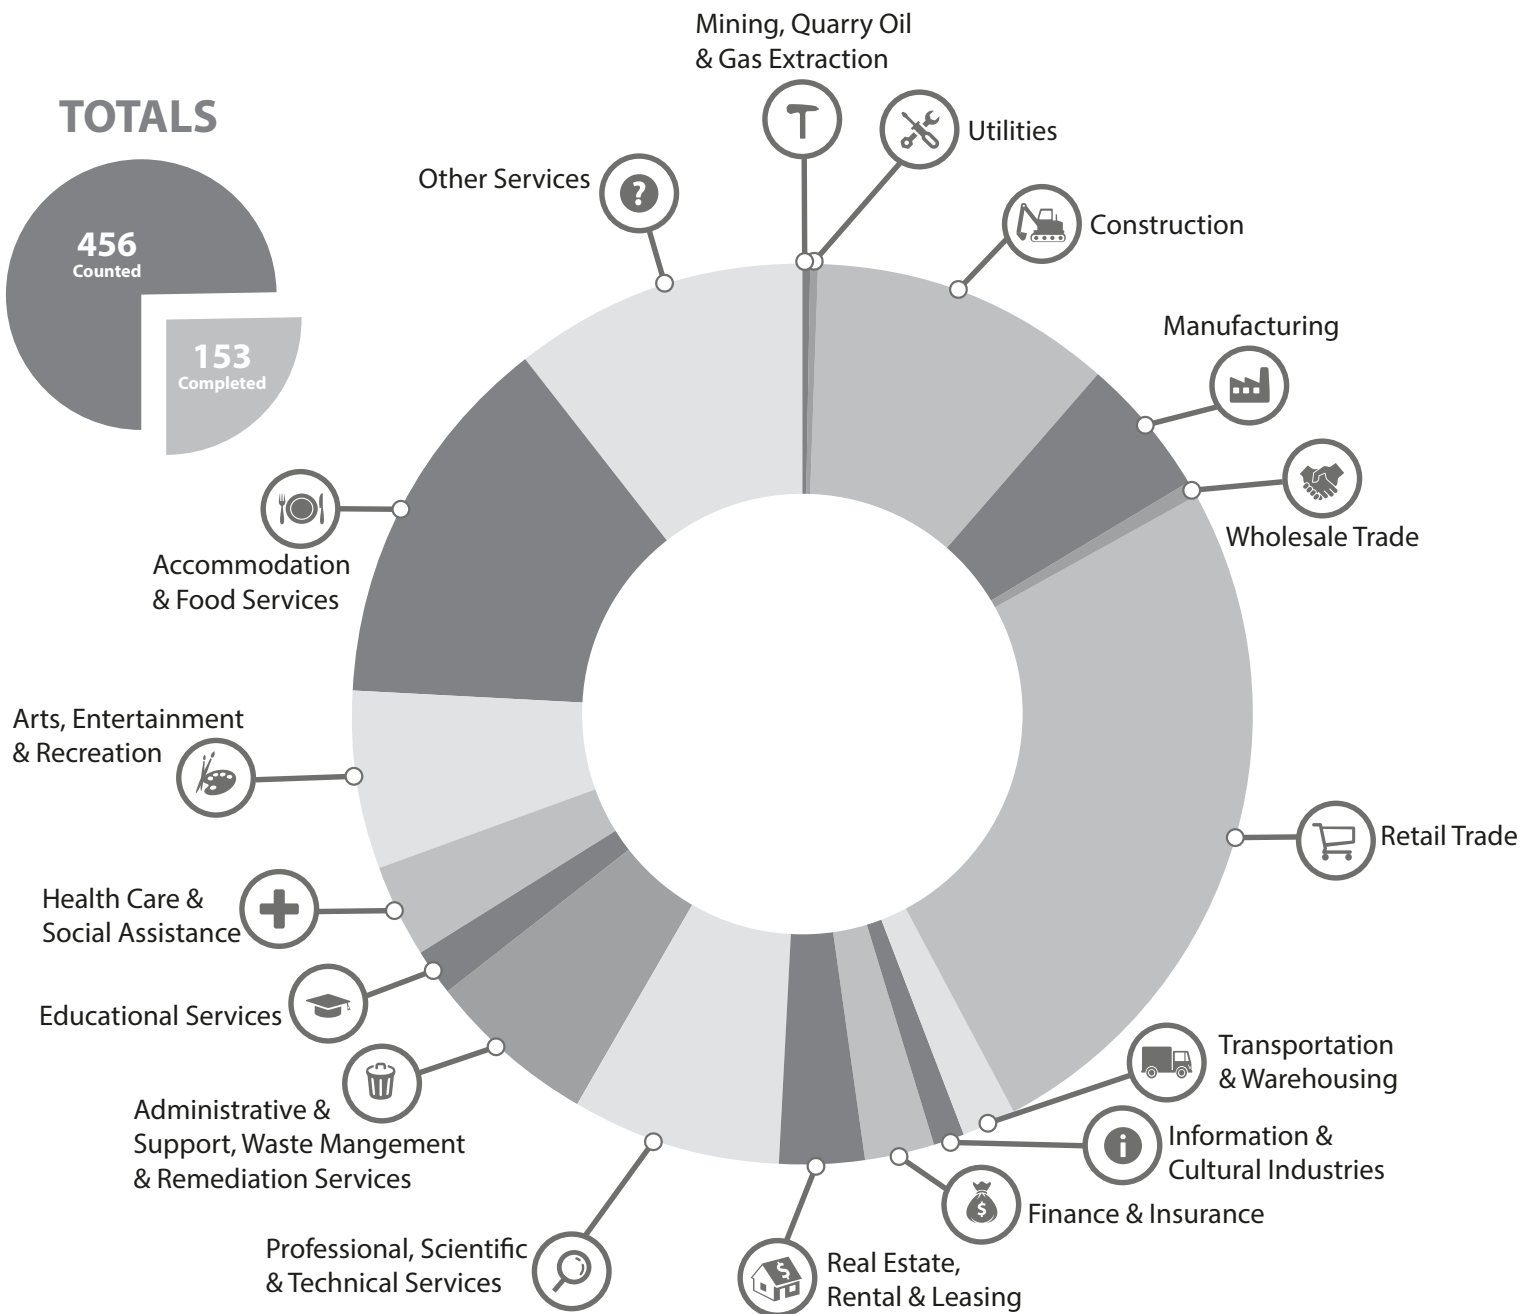 Mining, Quarry Oil
& Gas Extraction
TOTALS
Utilities
Other Services
?
Construction
456
Counted
Manufacturing
153
Completed
Wholesale Trade
Accommodation
& Food Services
Arts, Entertainment
& Recreation
Retail Trade
Health Care &
Social Assistance
Educational Services
Transportation
& Warehousing
Administrative &
Support, Waste Mangement
& Remediation Services
i
Information &
Cultural Industries
$
Finance & Insurance
Professional, Scientific
& Technical Services
$
Real Estate,
Rental & Leasing